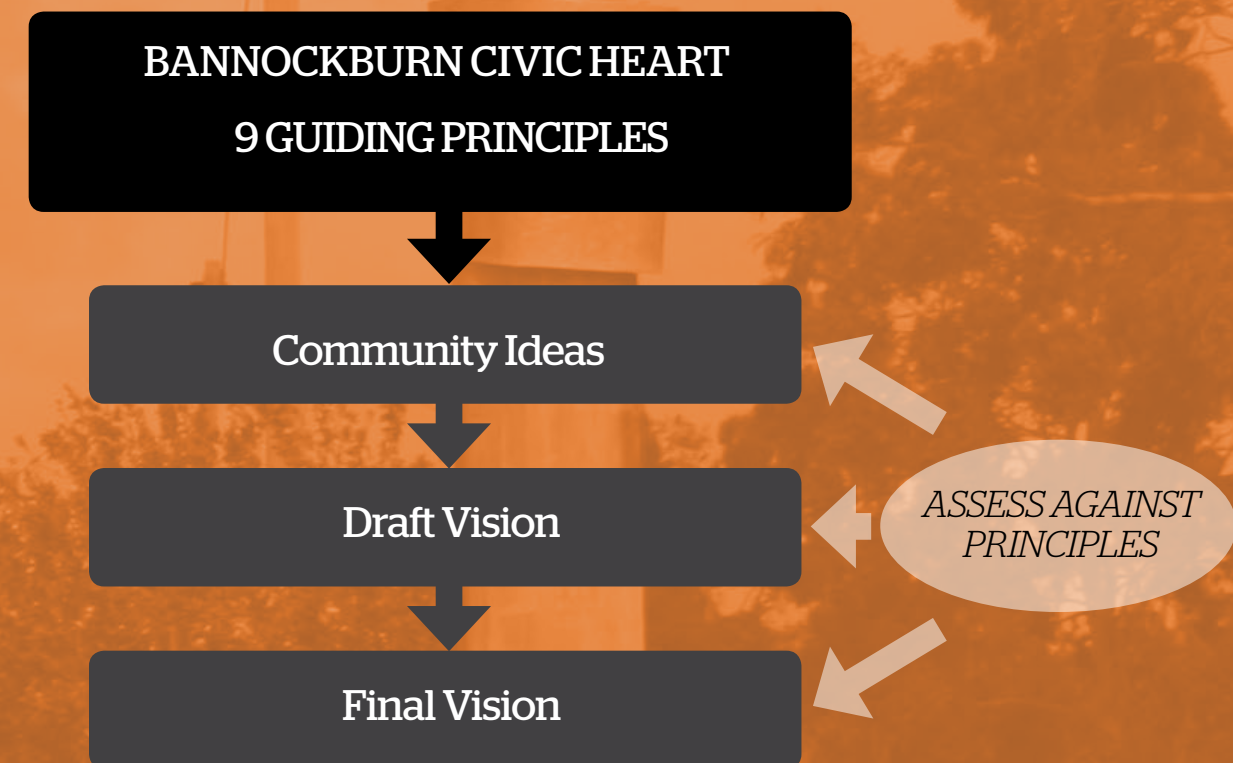 BANNOCKBURN CIVIC HEART
9 GUIDING PRINCIPLES
Community Ideas
Draft Vision
ASSESS AGAINST
PRINCIPLES
Final Vision